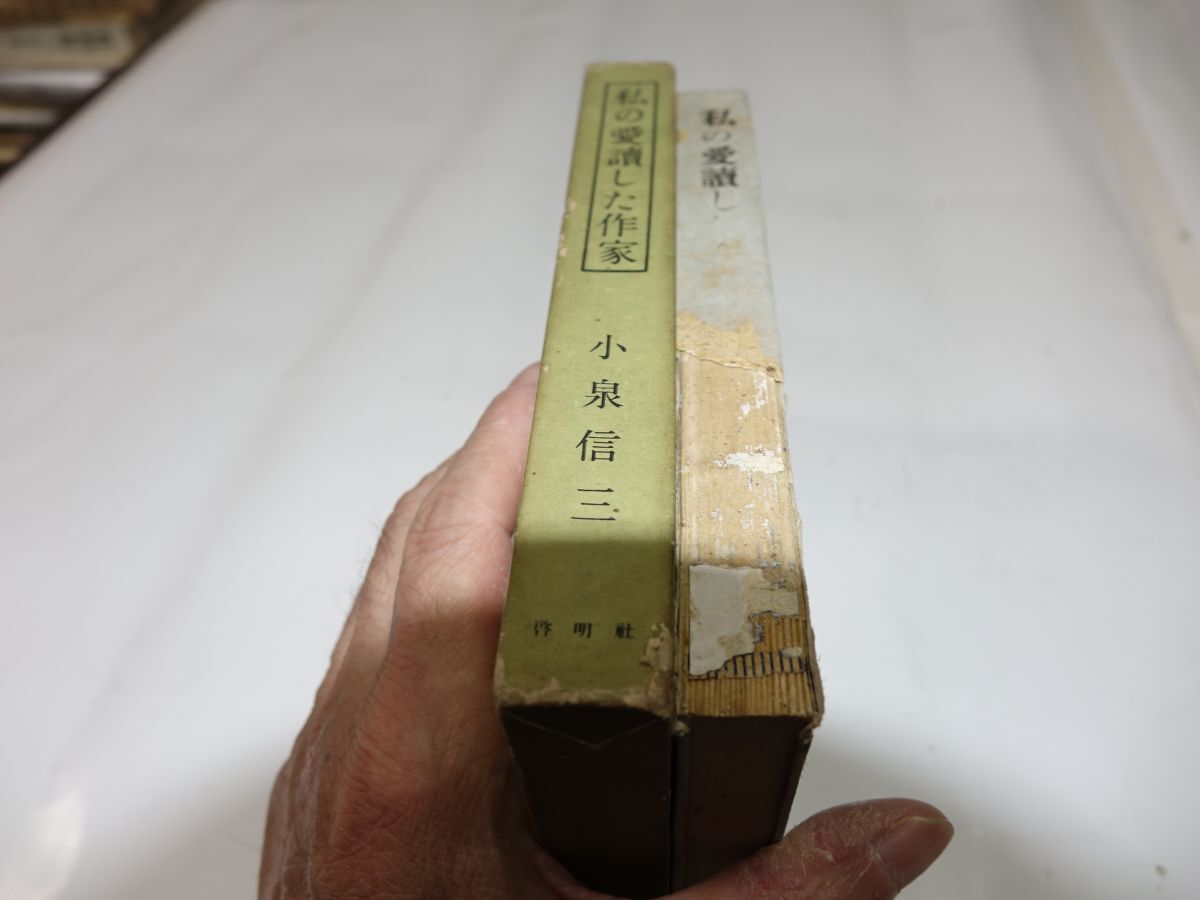 私の愛讀した作家
小泉信三
啓明社
私の愛讀し